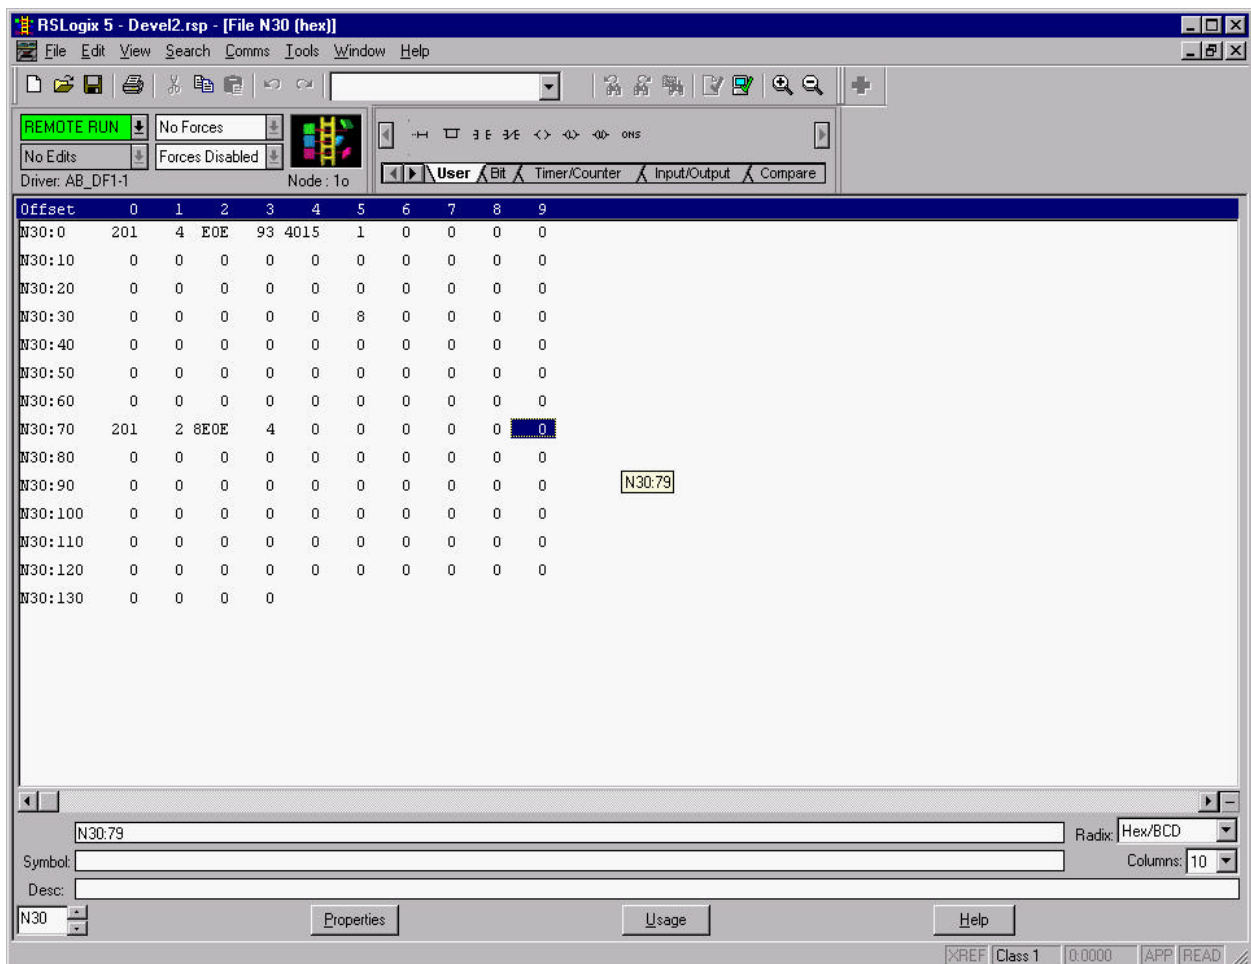 RSLogix 5 - Devel2.rsp - [File N30 (hex)]
File Edit View Search Comms Tools Window Help
REMOTE RUN No Forces
No Edits Forces Disabled
Driver: AB_DF1-1 Node : 1o
ONS
User Bit Timer/Counter Input/Output Compare
Offset 0 1 2 3 4 5 6 7 8 9
N30:0 201 4 E0E 93 4015 1 0 0 0 0
N30:10 0 0 0 0 0 0 0 0 0 0
N30:20 0 0 0 0 0 0 0 0 0 0
N30:30 0 0 0 0 0 8 0 0 0 0
N30:40 0 0 0 0 0 0 0 0 0 0
N30:50 0 0 0 0 0 0 0 0 0 0
N30:60 0 0 0 0 0 0 0 0 0 0
N30:70 201 2 8E0E 4 0 0 0 0 0 0
N30:80 0 0 0 0 0 0 0 0 0 0
N30:90 0 0 0 0 0 0 0 0 0 0 N30:79
N30:100 0 0 0 0 0 0 0 0 0 0
N30:110 0 0 0 0 0 0 0 0 0 0
N30:120 0 0 0 0 0 0 0 0 0 0
N30:130 0 0 0 0
N30:79 Radix: Hex/BCD
Symbol: Columns: 10
Desc:
N30 Properties Usage Help
XREF Class 1 0:0000 APP READ